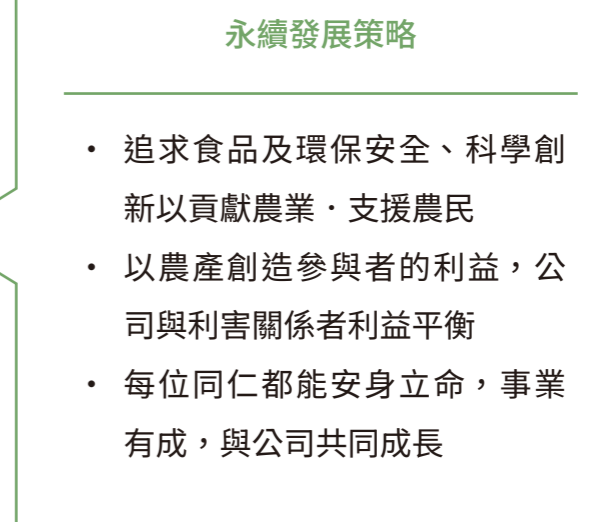 永續發展策略
· 追求食品及環保安全、科學創
新以貢獻農業·支援農民
· 以農產創造參與者的利益，公
司與利害關係者利益平衡
· 每位同仁都能安身立命，事業
有成，與公司共同成長